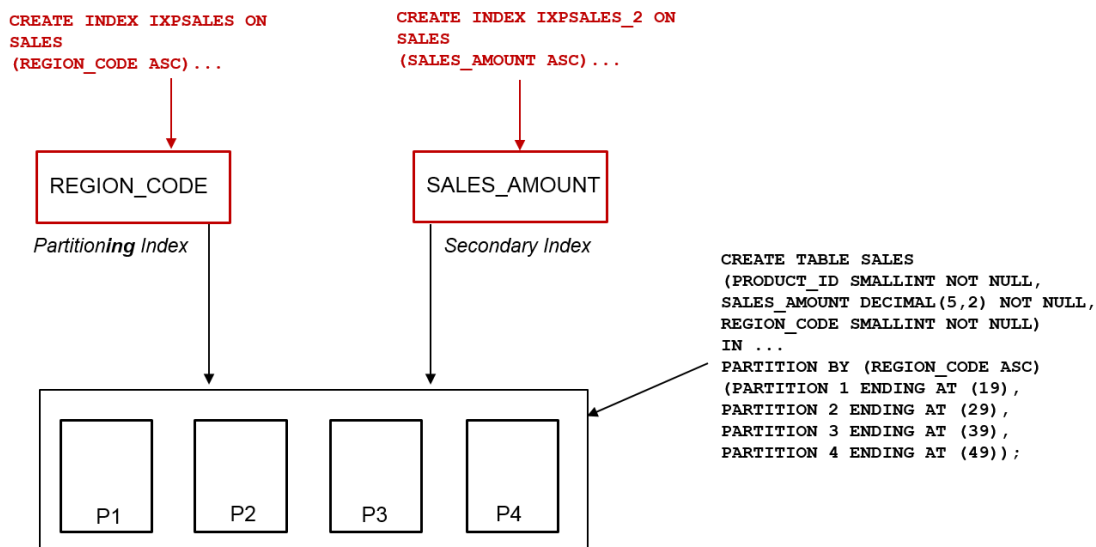 CREATE INDEX IXPSALES ON
SALES
(REGION_CODE ASC)...
CREATE INDEX IXPSALES_2 ON
SALES
(SALES_AMOUNT ASC)...
REGION_CODE
SALES_AMOUNT
Partitioning Index
Secondary Index
CREATE TABLE SALES
(PRODUCT_ID SMALLINT NOT NULL,
SALES_AMOUNT DECIMAL(5,2) NOT NULL,
REGION_CODE SMALLINT NOT NULL)
IN ...
PARTITION BY (REGION_CODE ASC)
(PARTITION 1 ENDING AT (19),
PARTITION 2 ENDING AT (29),
PARTITION 3 ENDING AT (39),
PARTITION 4 ENDING AT (49));
P1
P2
P3
P4